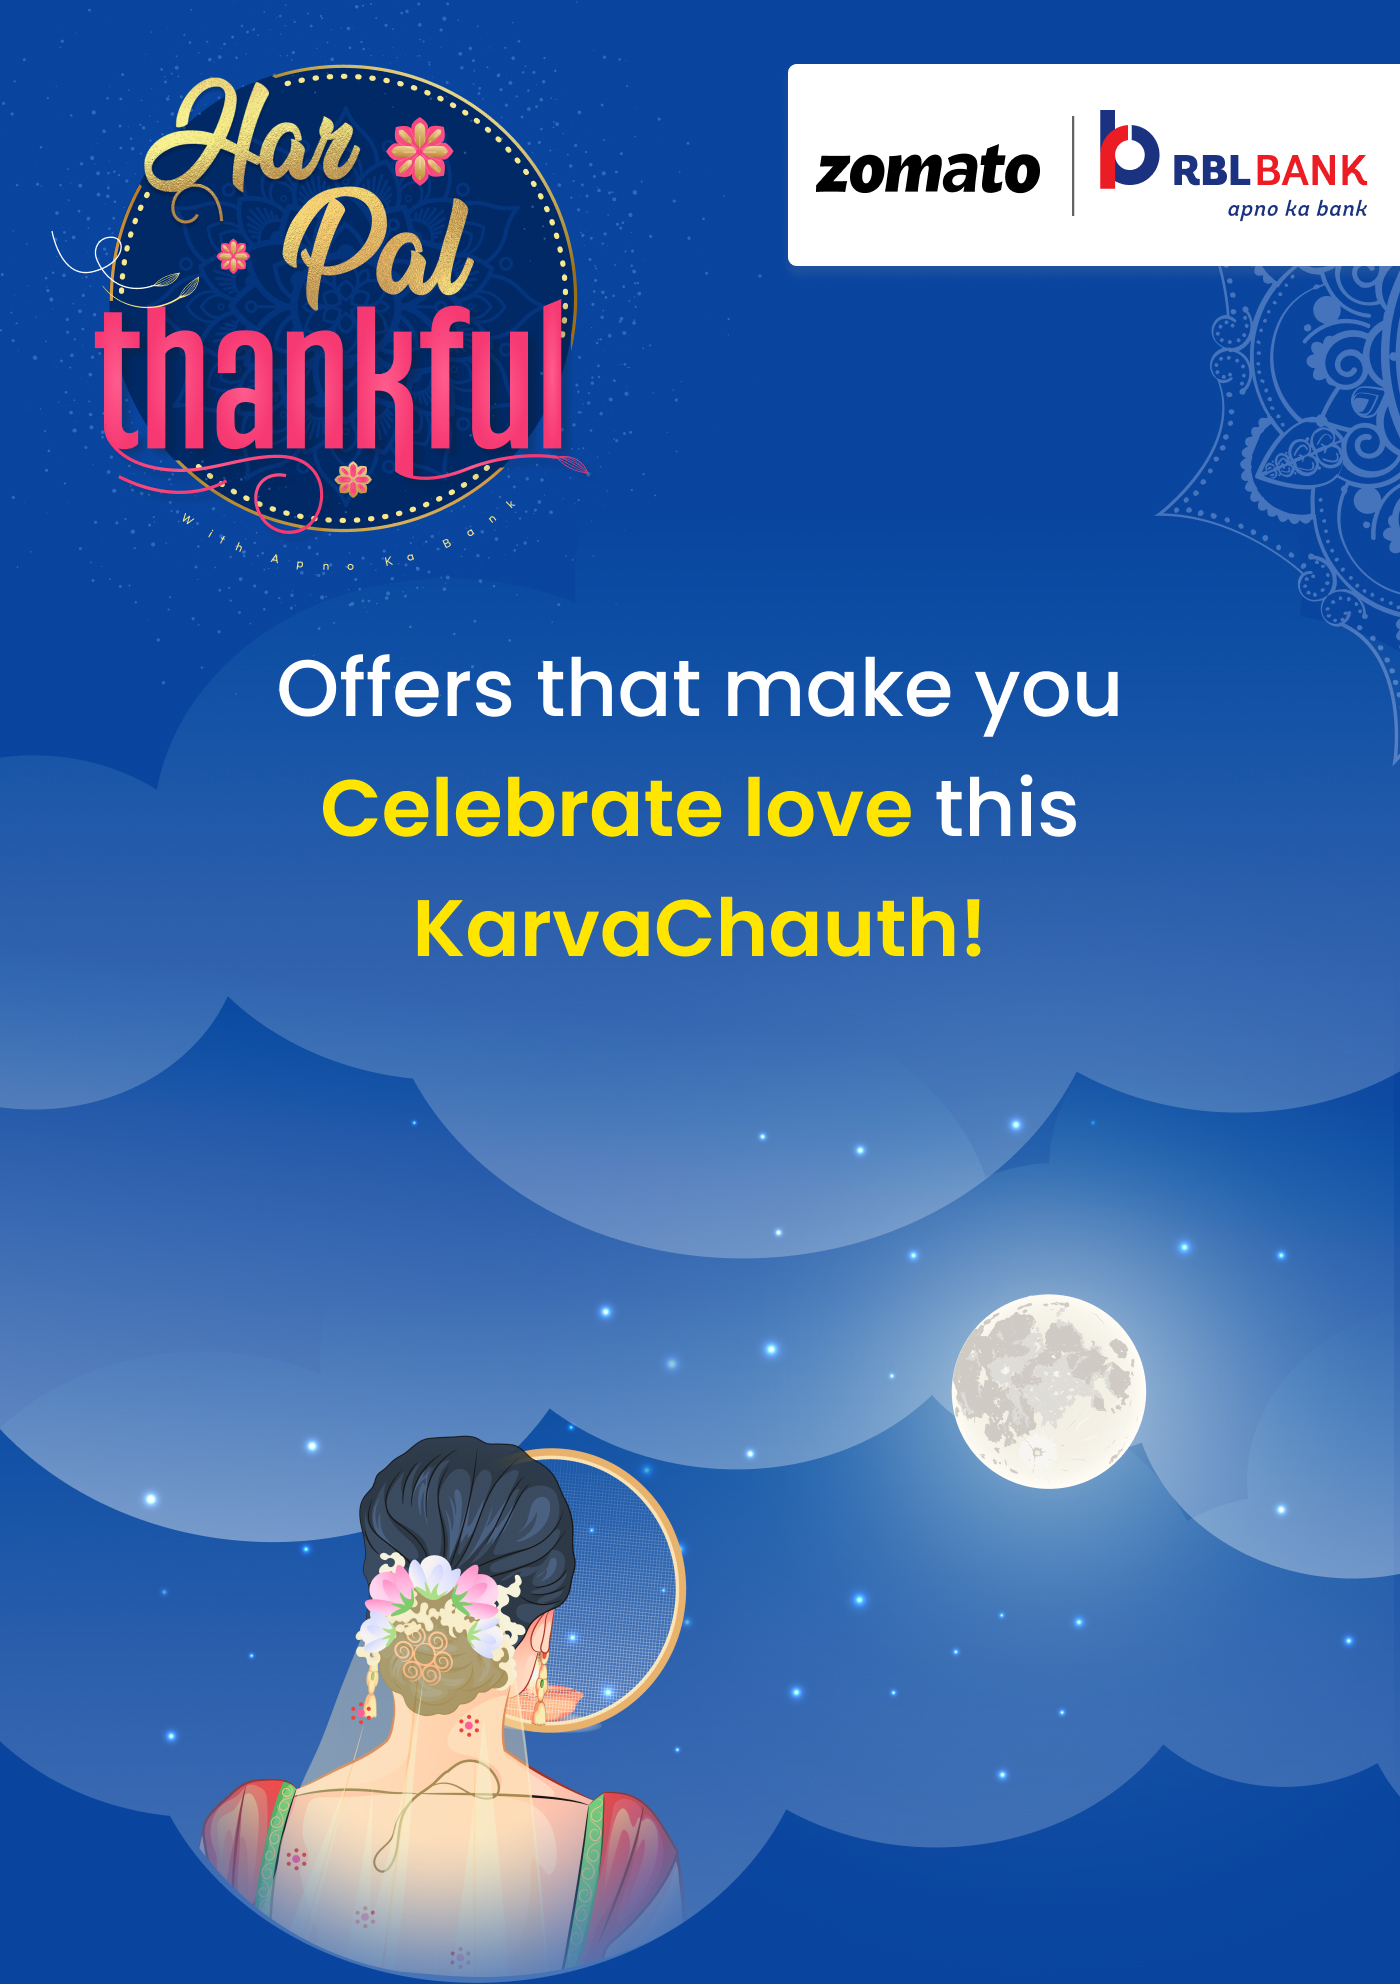 Har
Pal
thankful
With Apno Ka Bank
zomato
RBL BANK
apno ka bank
Offers that make you
Celebrate love this
KarvaChauth!